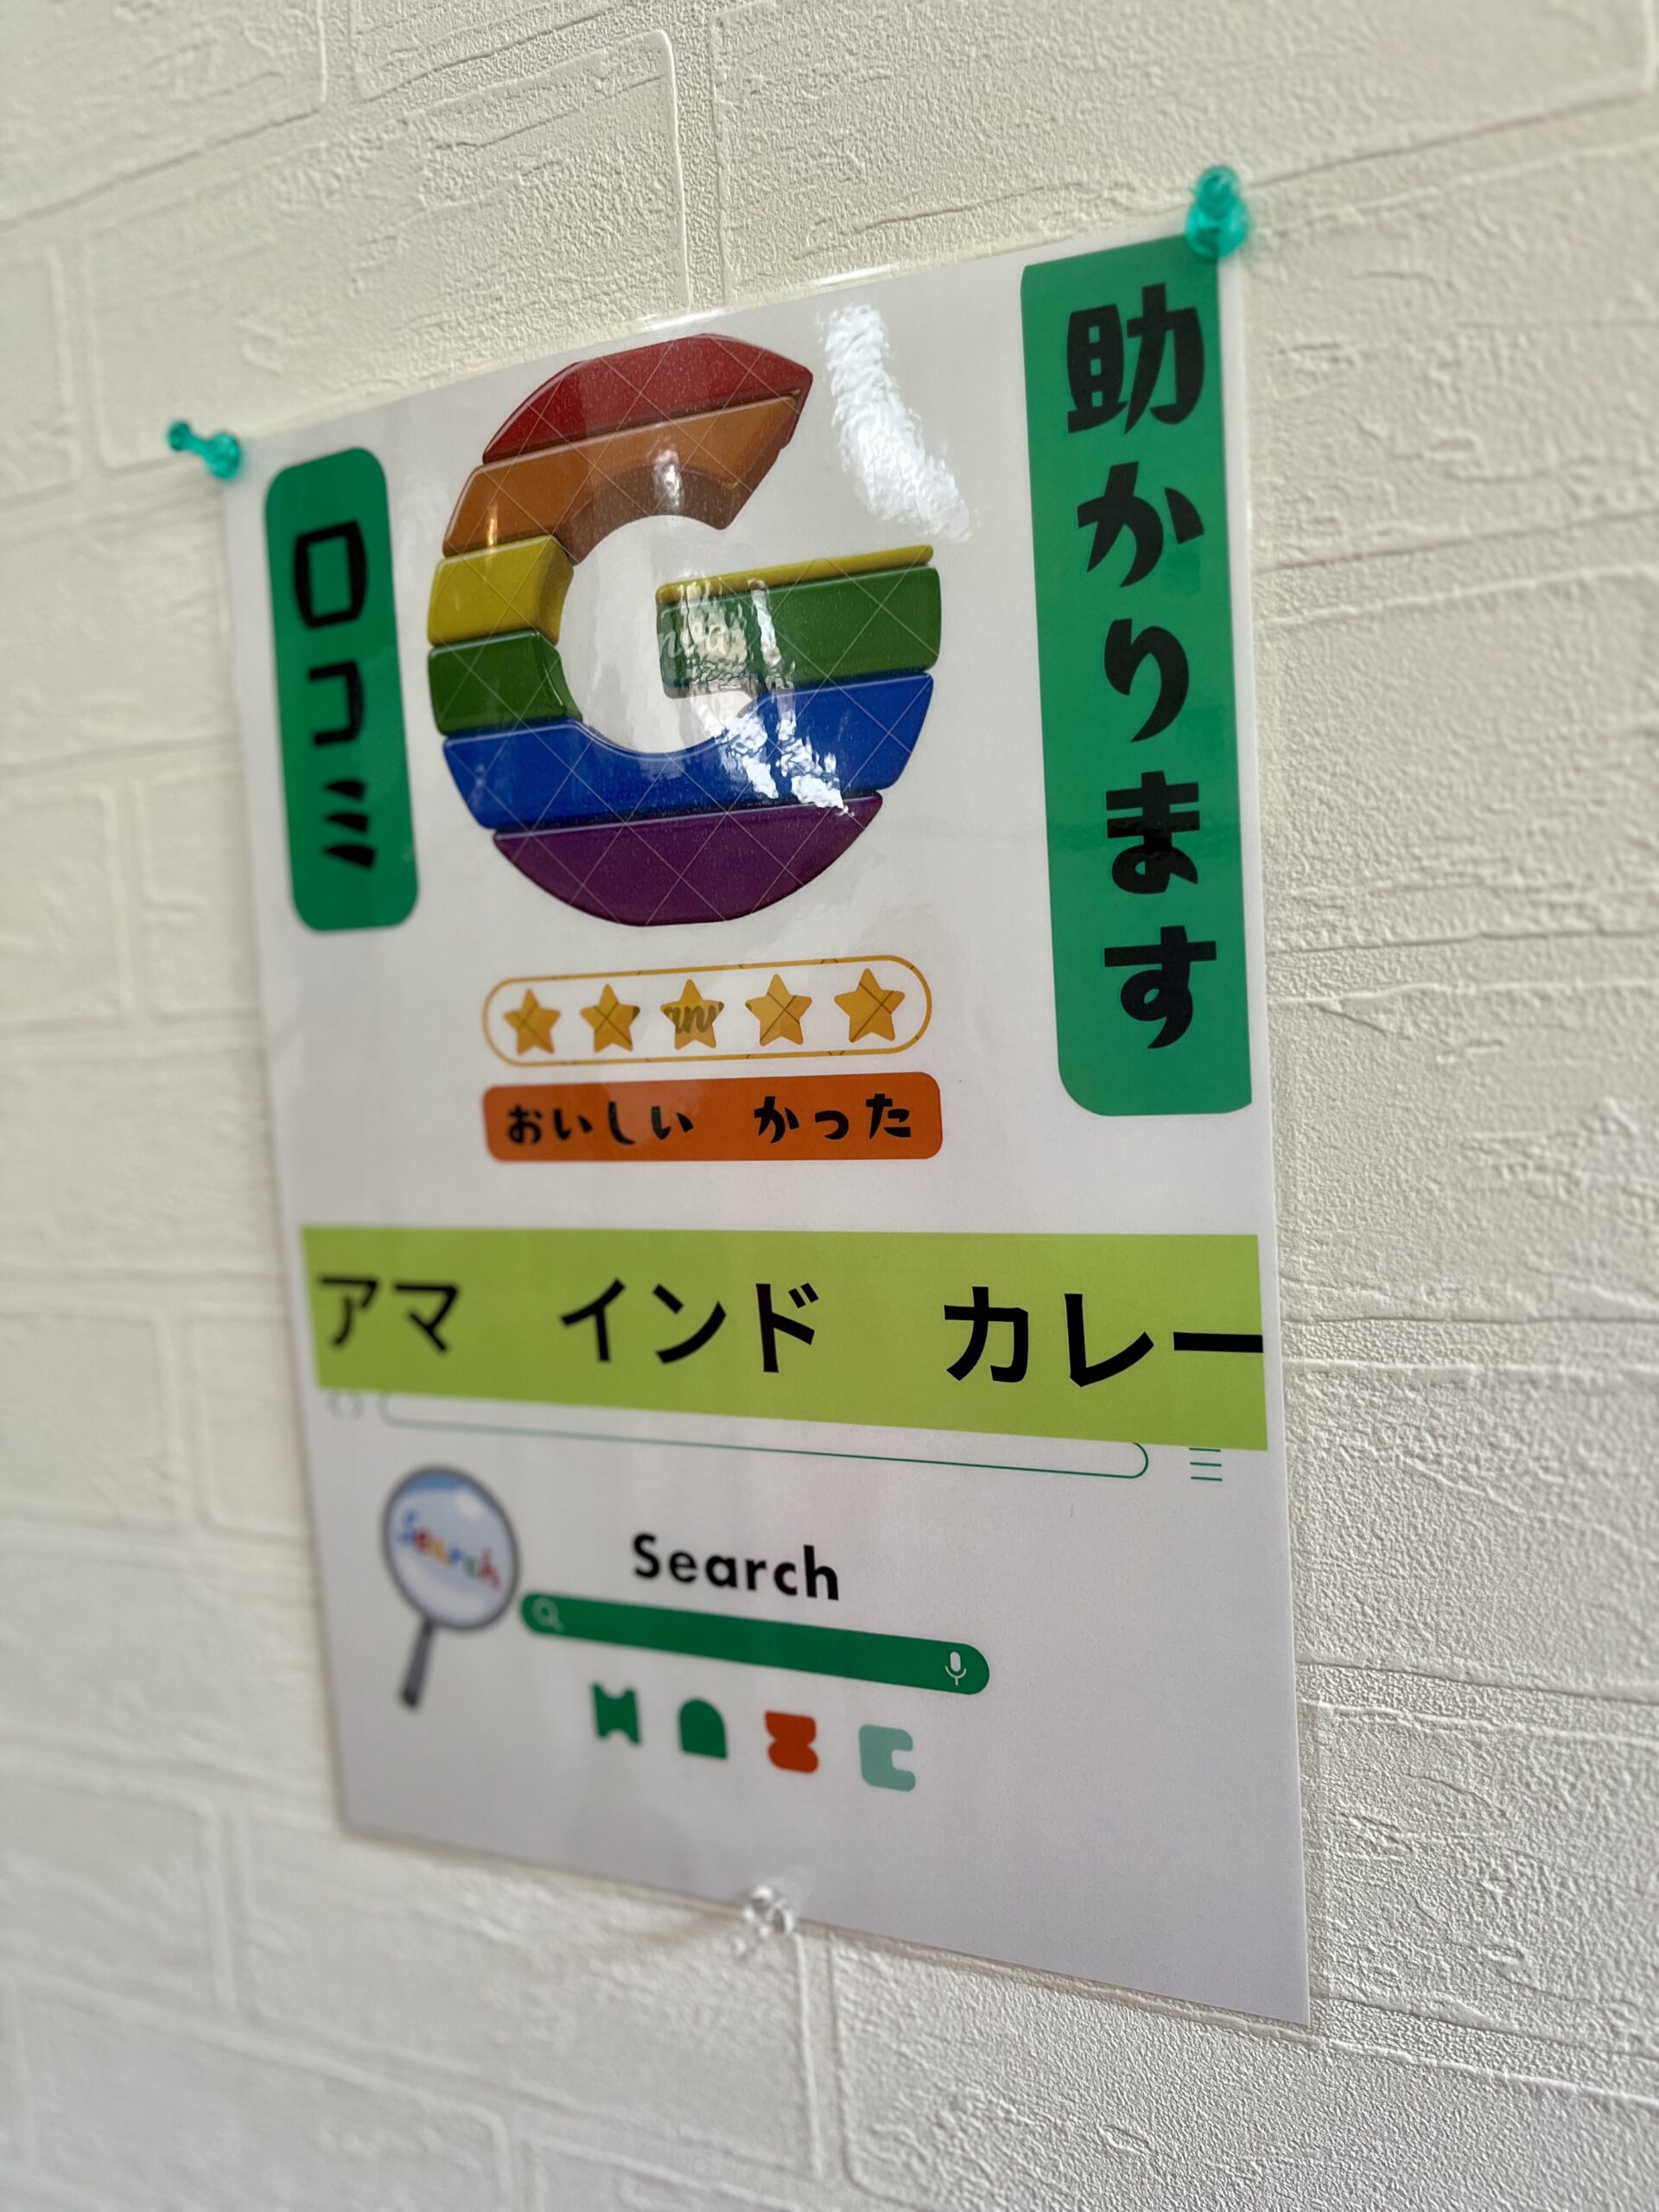 口コミ
G
助かります
おいしい　かった
アマ　インド　カレー
Search
Search